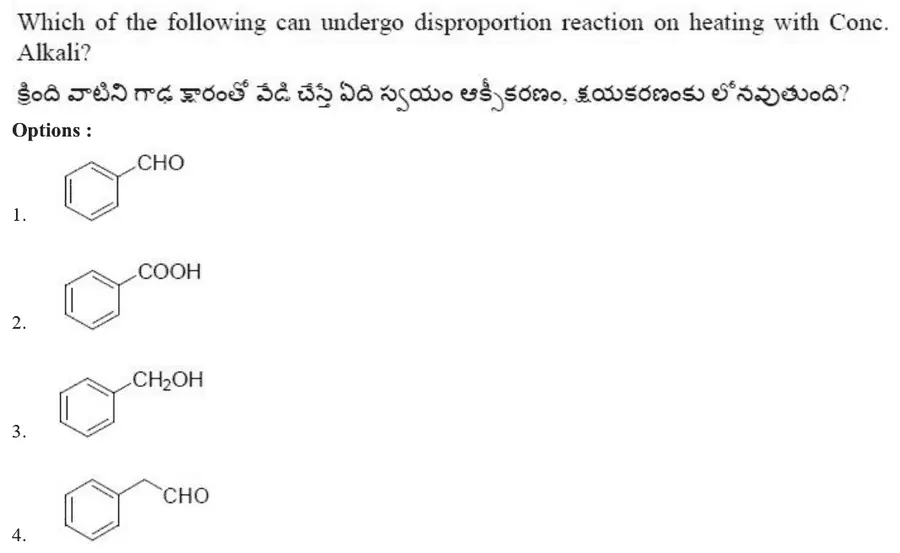 Which of the following can undergo disproportion reaction on heating with Conc.
Alkali?
క్రింది వాటిని గాఢ క్షారంతో వేడి చేస్తే ఏది స్వయం ఆక్సీకరణం, క్షయకరణంకు లోనవుతుంది?
Options :
CHO
1.
COOH
2.
CH₂OH
3.
CHO
4.